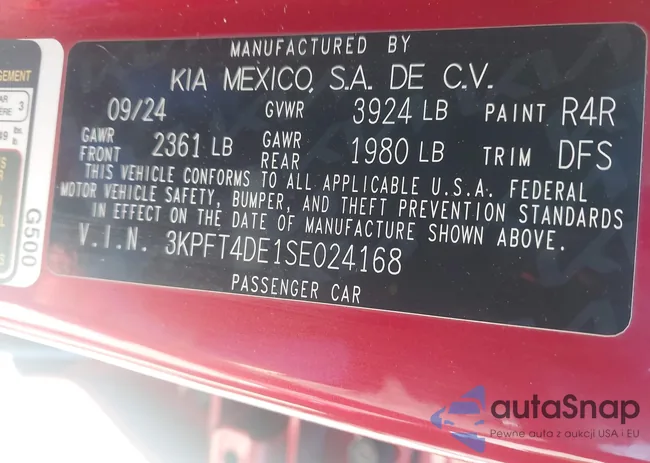 MANUFACTURED BY
KIA MEXICO, S.A. DE C.V.
09/24 GVWR 3924 LB PAINT R4R
GAWR FRONT 2361 LB GAWR REAR 1980 LB TRIM DFS
THIS VEHICLE CONFORMS TO ALL APPLICABLE U.S.A. FEDERAL
MOTOR VEHICLE SAFETY, BUMPER, AND THEFT PREVENTION STANDARDS
IN EFFECT ON THE DATE OF MANUFACTURE SHOWN ABOVE.
V.I.N. 3KPFT4DE1SE024168
PASSENGER CAR
G500
3
lbs.
autaSnap
Pewne auta z aukcji USA i EU